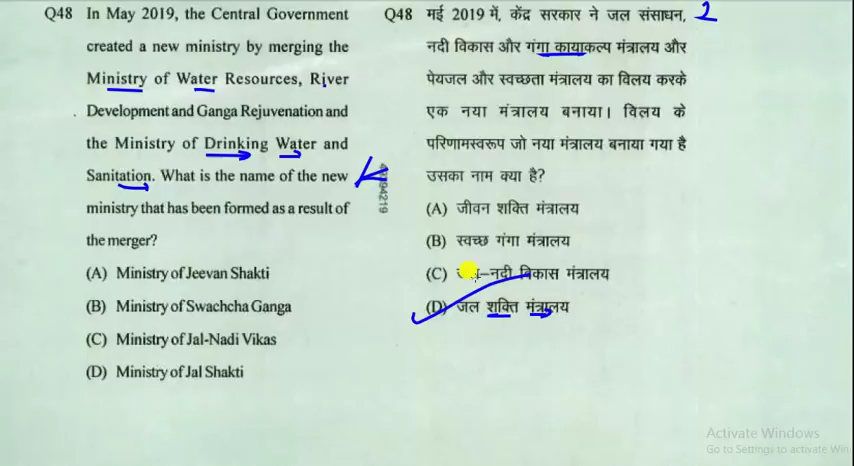 Q48 In May 2019, the Central Government
created a new ministry by merging the
Ministry of Water Resources, River
Development and Ganga Rejuvenation and
the Ministry of Drinking Water and
Sanitation. What is the name of the new
ministry that has been formed as a result of
the merger?
(A) Ministry of Jeevan Shakti
(B) Ministry of Swachcha Ganga
(C) Ministry of Jal-Nadi Vikas
(D) Ministry of Jal Shakti
Q48 मई 2019 में, केंद्र सरकार ने जल संसाधन, 2
नदी विकास और गंगा कायाकल्प मंत्रालय और
पेयजल और स्वच्छता मंत्रालय का विलय करके
एक नया मंत्रालय बनाया। विलय के
परिणामस्वरूप जो नया मंत्रालय बनाया गया है
उसका नाम क्या है?
(A) जीवन शक्ति मंत्रालय
(B) स्वच्छ गंगा मंत्रालय
(C) –नदी विकास मंत्रालय
(D) जल शक्ति मंत्रालय
Activate Windows
Go to Settings to activate Win